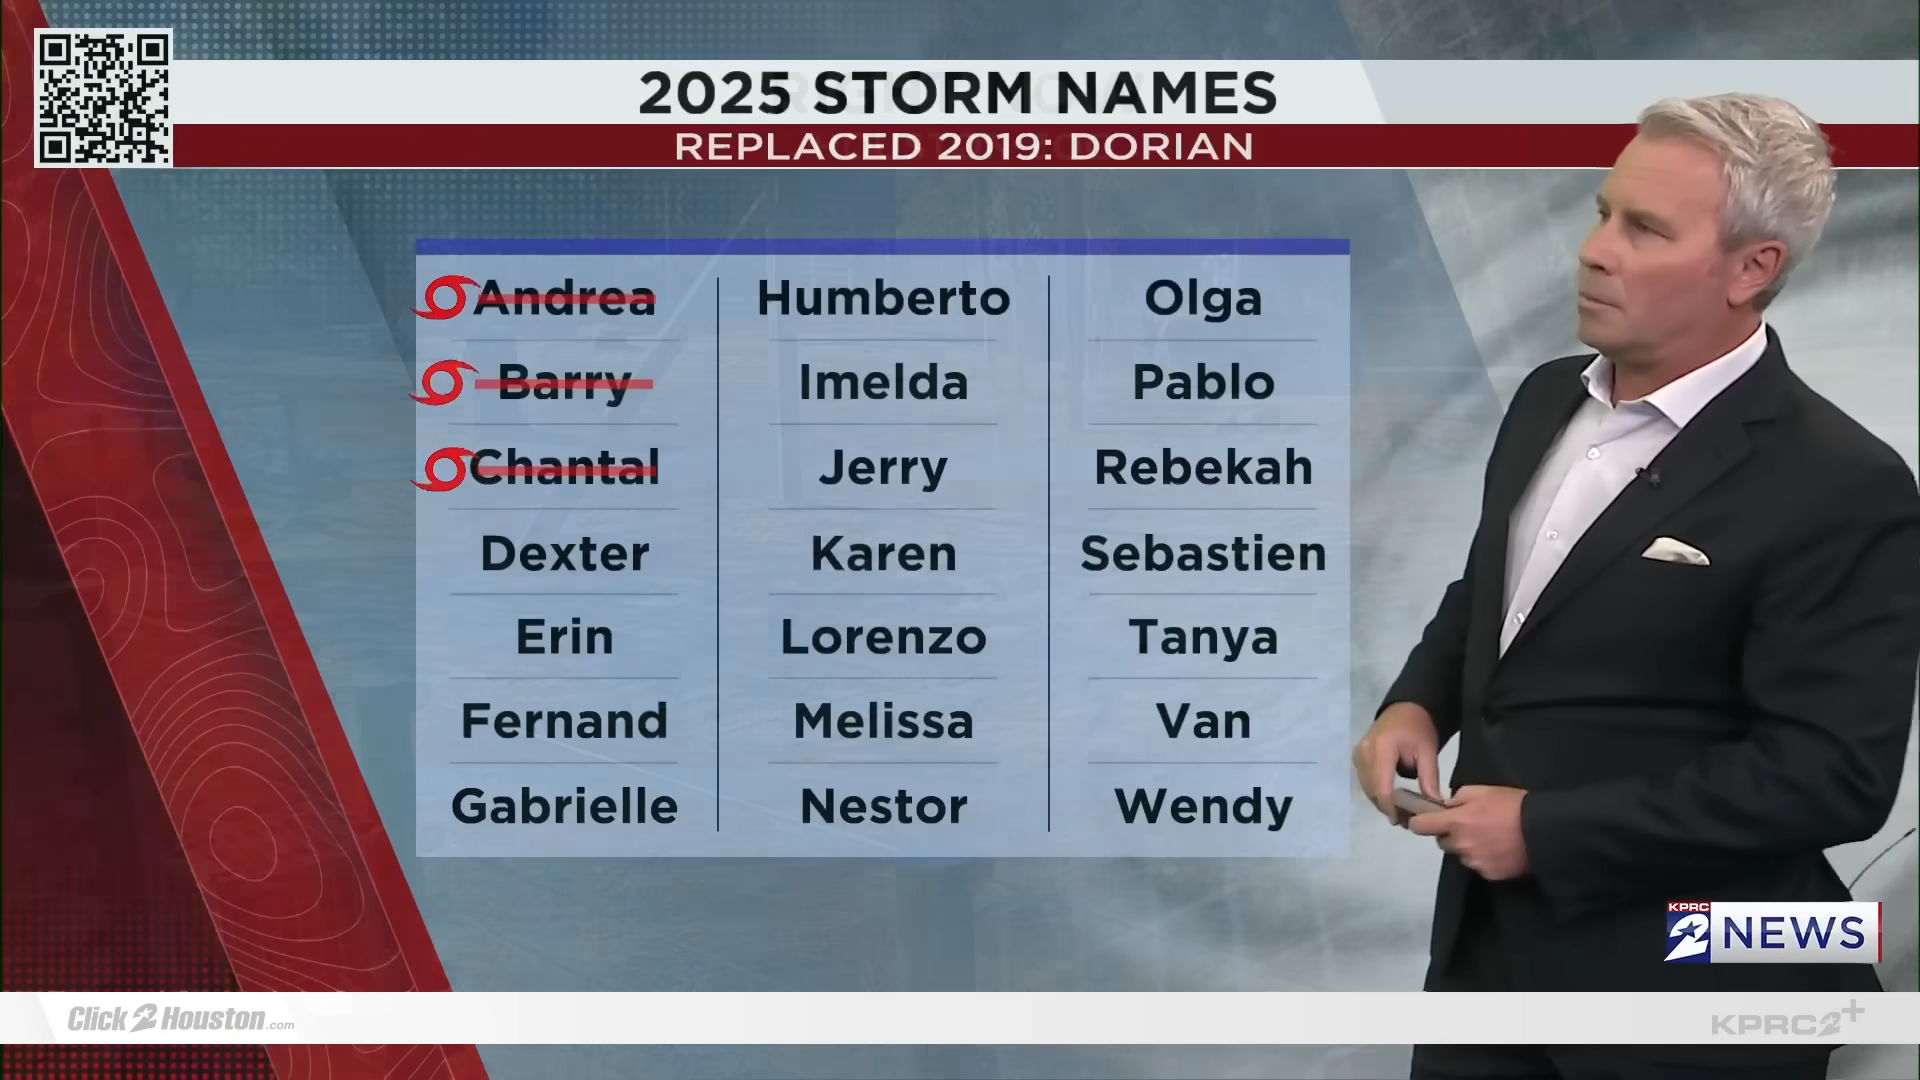 2025 STORM NAMES
REPLACED 2019: DORIAN
Andrea
Barry
Chantal
Dexter
Erin
Fernand
Gabrielle
Humberto
Imelda
Jerry
Karen
Lorenzo
Melissa
Nestor
Olga
Pablo
Rebekah
Sebastien
Tanya
Van
Wendy
KPRC
2 NEWS
Click2Houston.com
KPRC2+